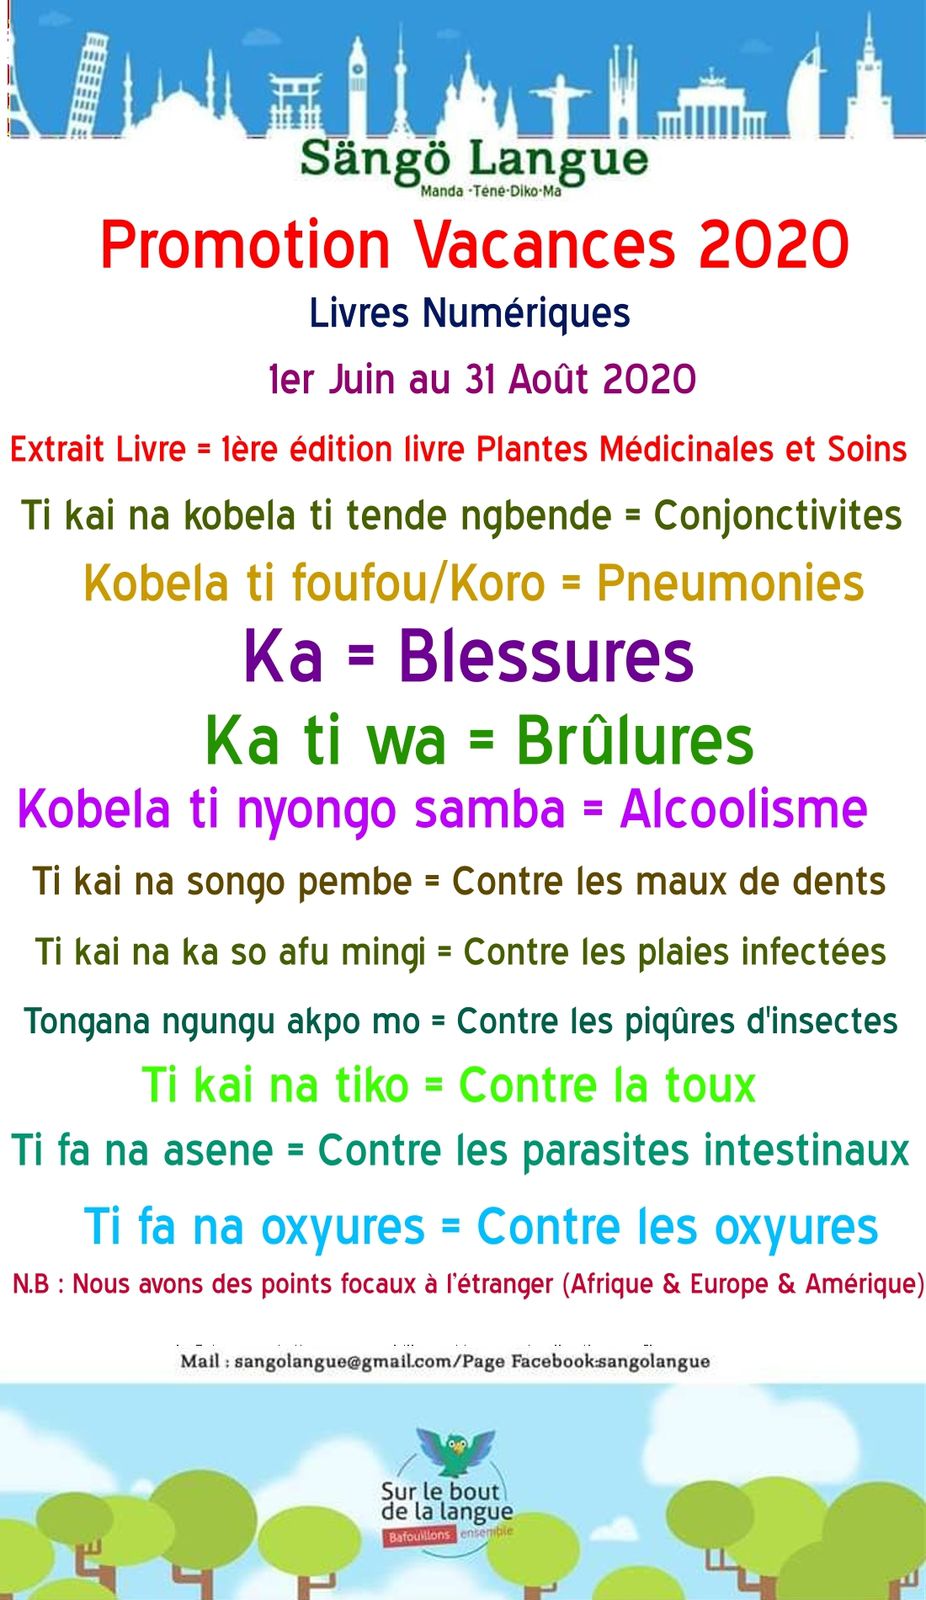 Sängö Langue
Manda -Téné-Diko-Ma
Promotion Vacances 2020
Livres Numériques
1er Juin au 31 Août 2020
Extrait Livre = 1ère édition livre Plantes Médicinales et Soins
Ti kai na kobela ti tende ngbende = Conjonctivites
Kobela ti foufou/Koro = Pneumonies
Ka = Blessures
Ka ti wa = Brûlures
Kobela ti nyongo samba = Alcoolisme
Ti kai na songo pembe = Contre les maux de dents
Ti kai na ka so afu mingi = Contre les plaies infectées
Tongana ngungu akpo mo = Contre les piqûres d'insectes
Ti kai na tiko = Contre la toux
Ti fa na asene = Contre les parasites intestinaux
Ti fa na oxyures = Contre les oxyures
N.B : Nous avons des points focaux à l'étranger (Afrique & Europe & Amérique)
Mail : sangolangue@gmail.com/Page Facebook:sangolangue
Sur le bout
de la langue
Bafouillons ensemble